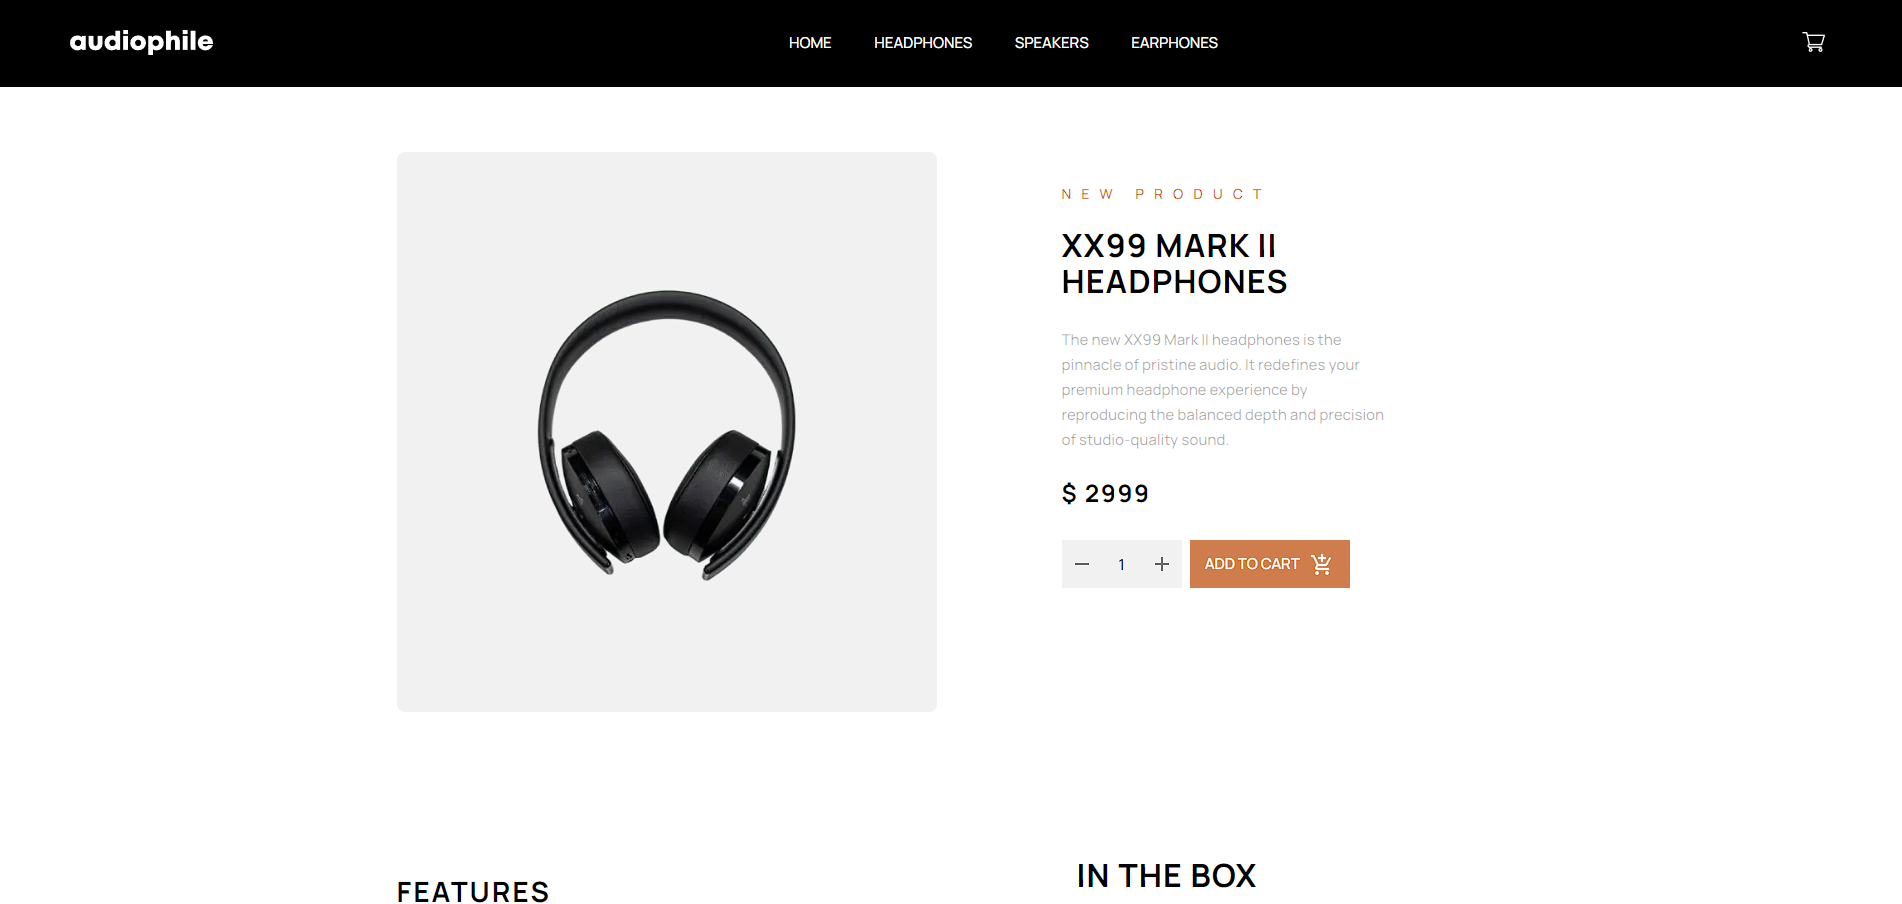 audiophile
HOME HEADPHONES SPEAKERS EARPHONES
NEW PRODUCT
XX99 MARK II
HEADPHONES
The new XX99 Mark II headphones is the
pinnacle of pristine audio. It redefines your
premium headphone experience by
reproducing the balanced depth and precision
of studio-quality sound.
$ 2999
1
ADD TO CART
FEATURES
IN THE BOX